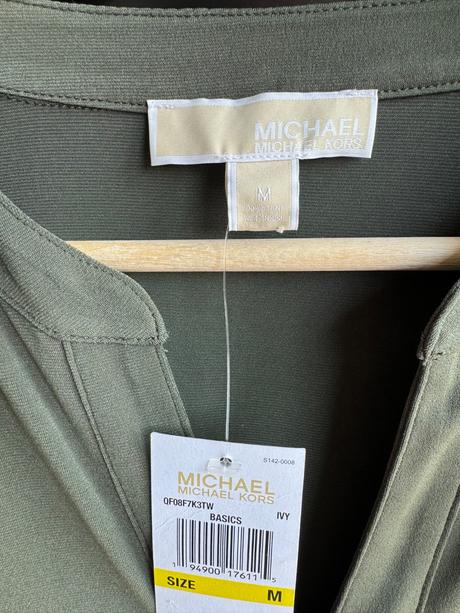 MICHAEL
MICHAEL KORS
M
S142-0008
MICHAEL
MICHAEL KORS
QF08F7K3TW IVY
BASICS
1 94900 17611 5
SIZE M